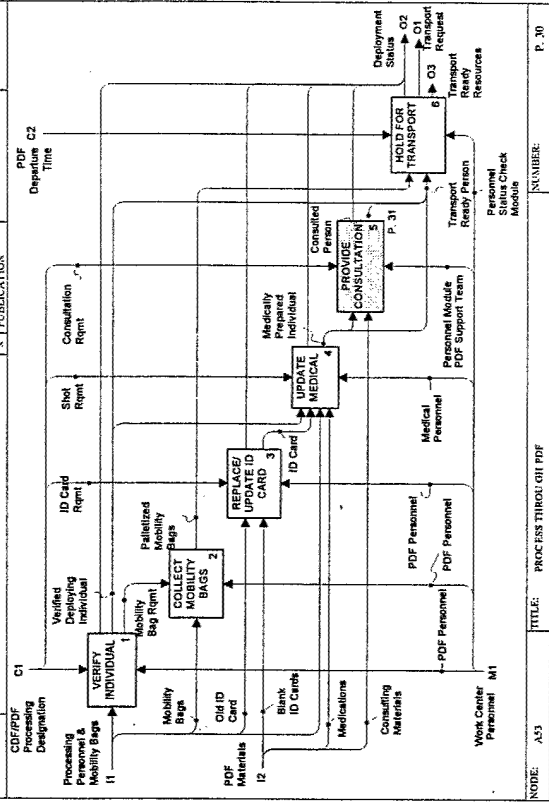 X PUBLICATION
CDF/PDF
Processing
Designation
C1
PDF
Departure
Time
C2
Processing
Personnel &
Mobility Bags
I1
VERIFY
INDIVIDUAL
1
Verified
Deploying
Individual
Mobility
Bag Rqmt
ID Card
Rqmt
Shot
Rqmt
Consultation
Rqmt
Deployment
Status
O2
O1
Transport
Request
O3
Transport
Ready
Resources
Palletized
Mobility
Bags
COLLECT
MOBILITY
BAGS
2
Mobility
Bags
Old ID
Card
REPLACE/
UPDATE ID
CARD
3
ID Card
Medically
Prepared
Individual
UPDATE
MEDICAL
4
Consulted
Person
PROVIDE
CONSULTATION
5
P. 31
HOLD FOR
TRANSPORT
6
Transport
Ready Person
PDF
Materials
I2
Blank
ID Cards
Medications
Consulting
Materials
Work Center
Personnel
M1
PDF Personnel
PDF Personnel
PDF Personnel
Medical
Personnel
Personnel Module
PDF Support Team
Personnel
Status Check
Module
NODE: A53
TITLE: PROCESS THROUGH PDF
NUMBER:
P. 30